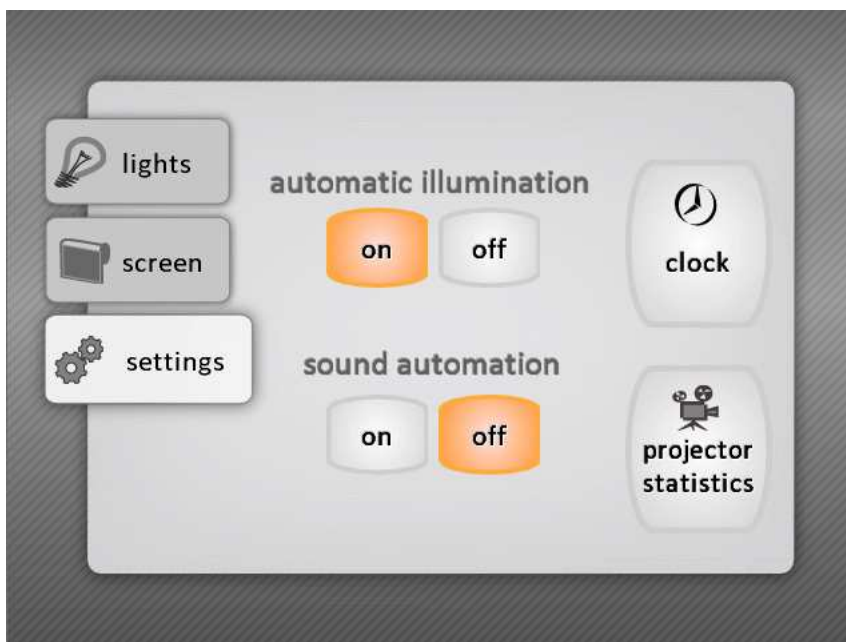 lights
screen
settings
automatic illumination
on off
sound automation
on off
clock
projector
statistics